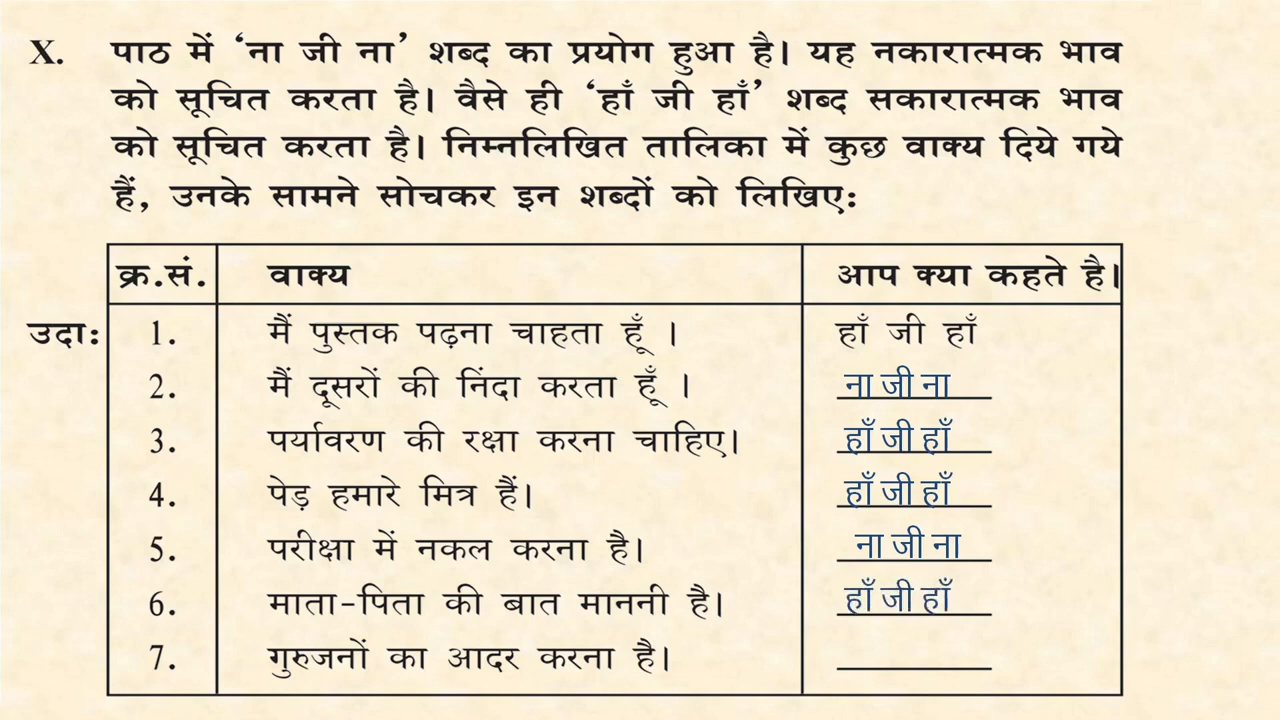 X. पाठ में ‘ना जी ना’ शब्द का प्रयोग हुआ है। यह नकारात्मक भाव
को सूचित करता है। वैसे ही ‘हाँ जी हाँ’ शब्द सकारात्मक भाव
को सूचित करता है। निम्नलिखित तालिका में कुछ वाक्य दिये गये
हैं, उनके सामने सोचकर इन शब्दों को लिखिए:
क्र.सं. वाक्य आप क्या कहते है।
उदा: 1. मैं पुस्तक पढ़ना चाहता हूँ । हाँ जी हाँ
2. मैं दूसरों की निंदा करता हूँ । ना जी ना
3. पर्यावरण की रक्षा करना चाहिए। हाँ जी हाँ
4. पेड़ हमारे मित्र हैं। हाँ जी हाँ
5. परीक्षा में नकल करना है। ना जी ना
6. माता-पिता की बात माननी है। हाँ जी हाँ
7. गुरुजनों का आदर करना है।